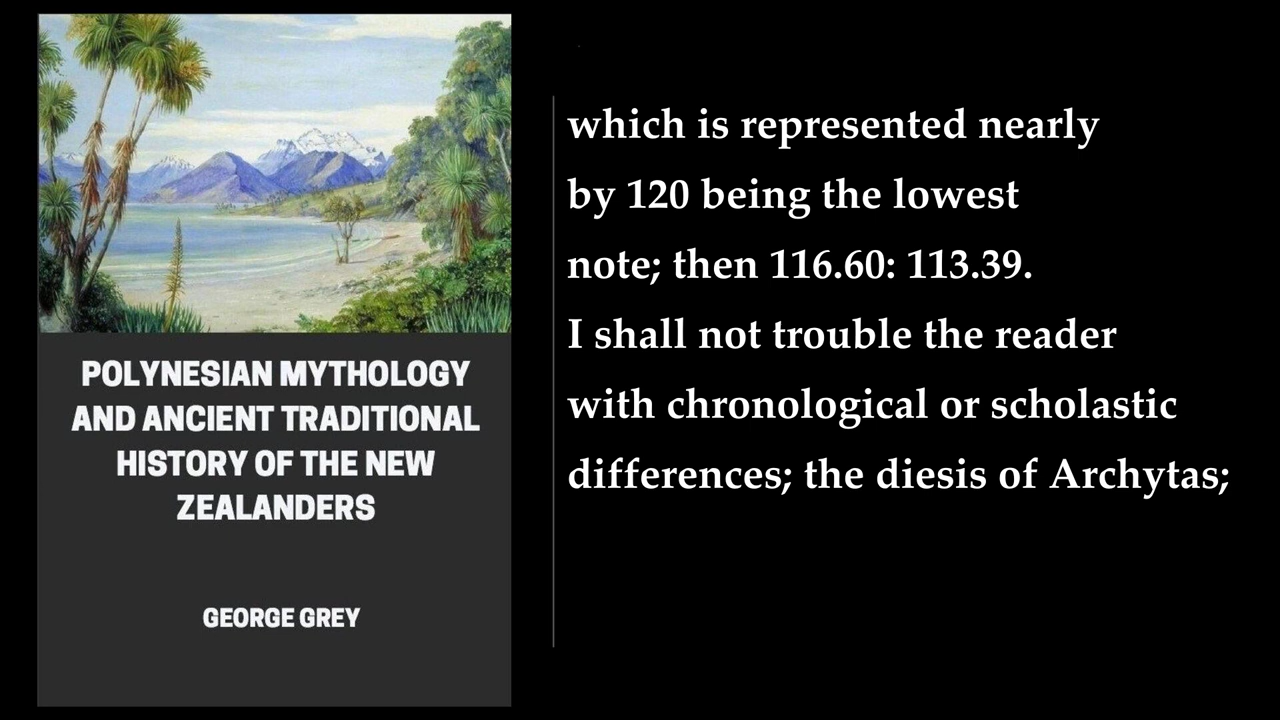 POLYNESIAN MYTHOLOGY
AND ANCIENT TRADITIONAL
HISTORY OF THE NEW
ZEALANDERS
GEORGE GREY
which is represented nearly
by 120 being the lowest
note; then 116.60: 113.39.
I shall not trouble the reader
with chronological or scholastic
differences; the diesis of Archytas;